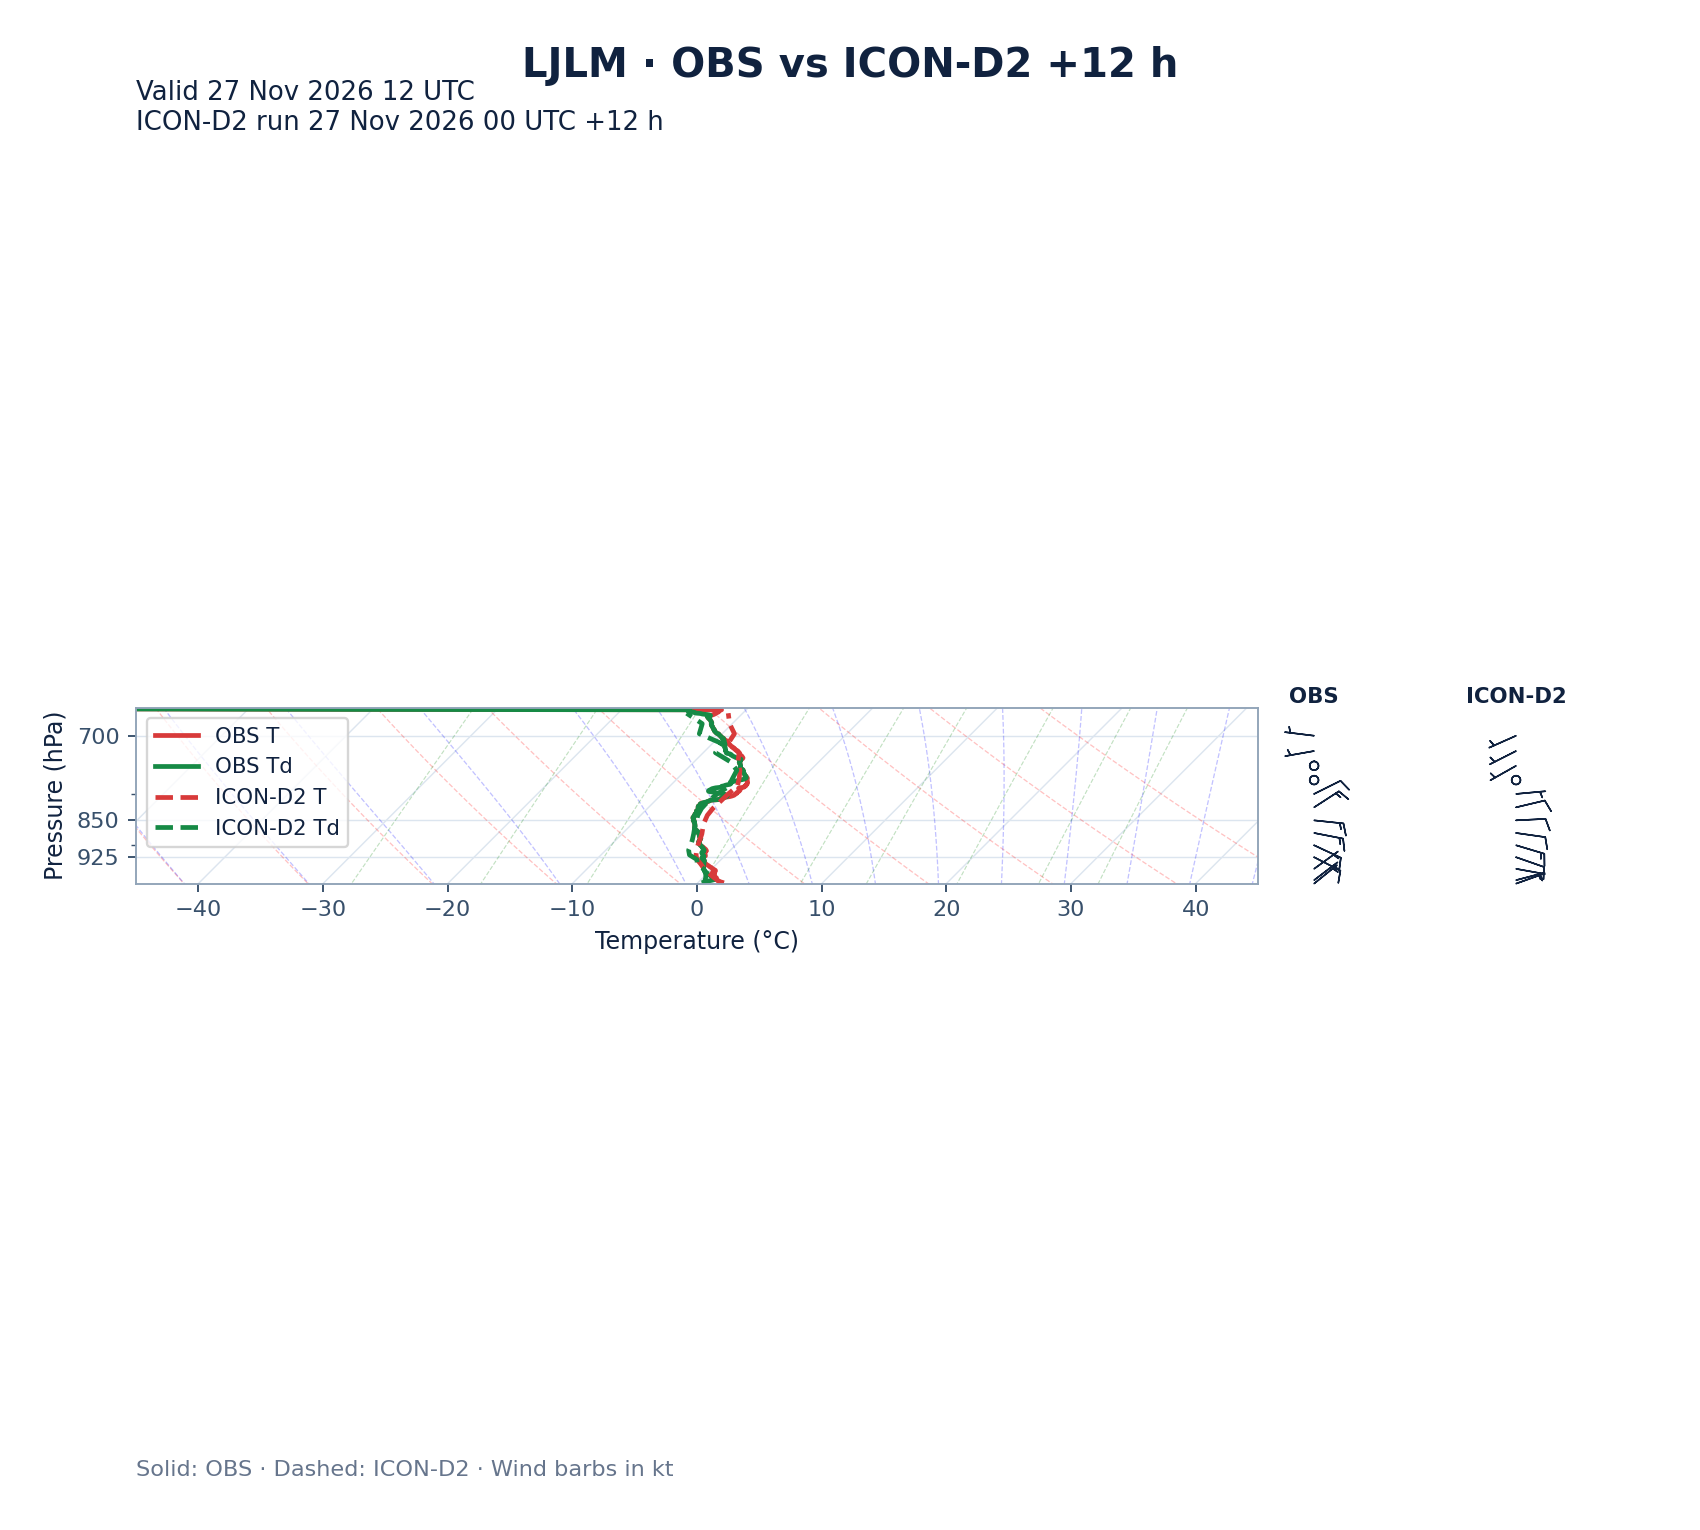 LJLM · OBS vs ICON-D2 +12 h
Valid 27 Nov 2026 12 UTC
ICON-D2 run 27 Nov 2026 00 UTC +12 h
OBS
ICON-D2
Pressure (hPa)
700
850
925
OBS T
OBS Td
ICON-D2 T
ICON-D2 Td
−40
−30
−20
−10
0
10
20
30
40
Temperature (°C)
Solid: OBS · Dashed: ICON-D2 · Wind barbs in kt